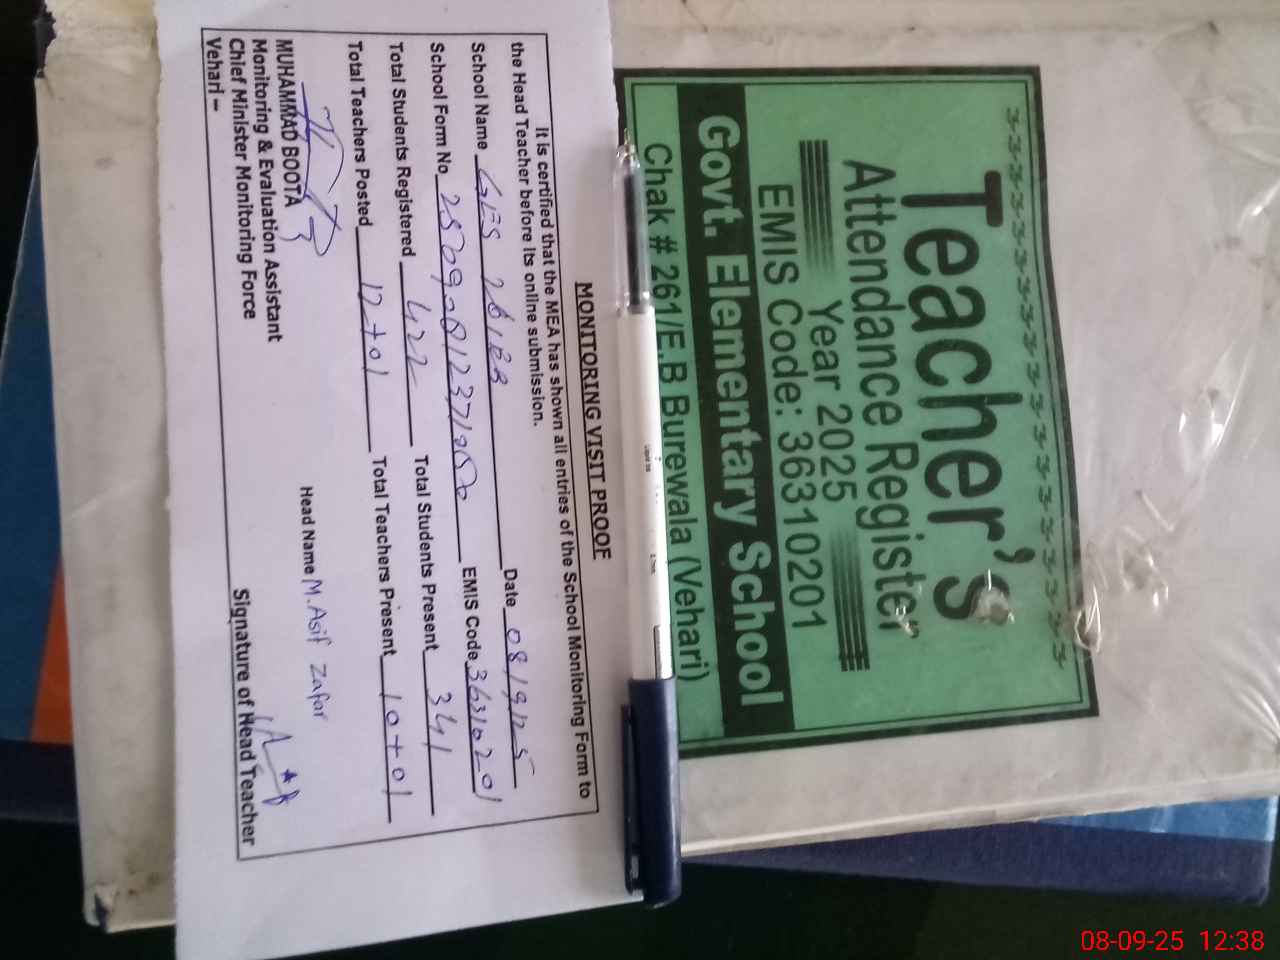 Teacher's
Attendance Register
Year 2025
EMIS Code: 36310201
Govt. Elementary School
Chak # 261/E.B Burewala (Vehari)
MONITORING VISIT PROOF
It is certified that the MEA has shown all entries of the School Monitoring Form to
the Head Teacher before its online submission.
School Name GES 261EB Date 08/9/25
School Form No. EMIS Code 36310201
Total Students Registered 422 Total Students Present 341
Total Teachers Posted 12+01 Total Teachers Present 10+01
Head Name M.Asif Zafar
MUHAMMAD BOOTA
Monitoring & Evaluation Assistant
Chief Minister Monitoring Force
Vehari –
Signature of Head Teacher
08-09-25 12:38